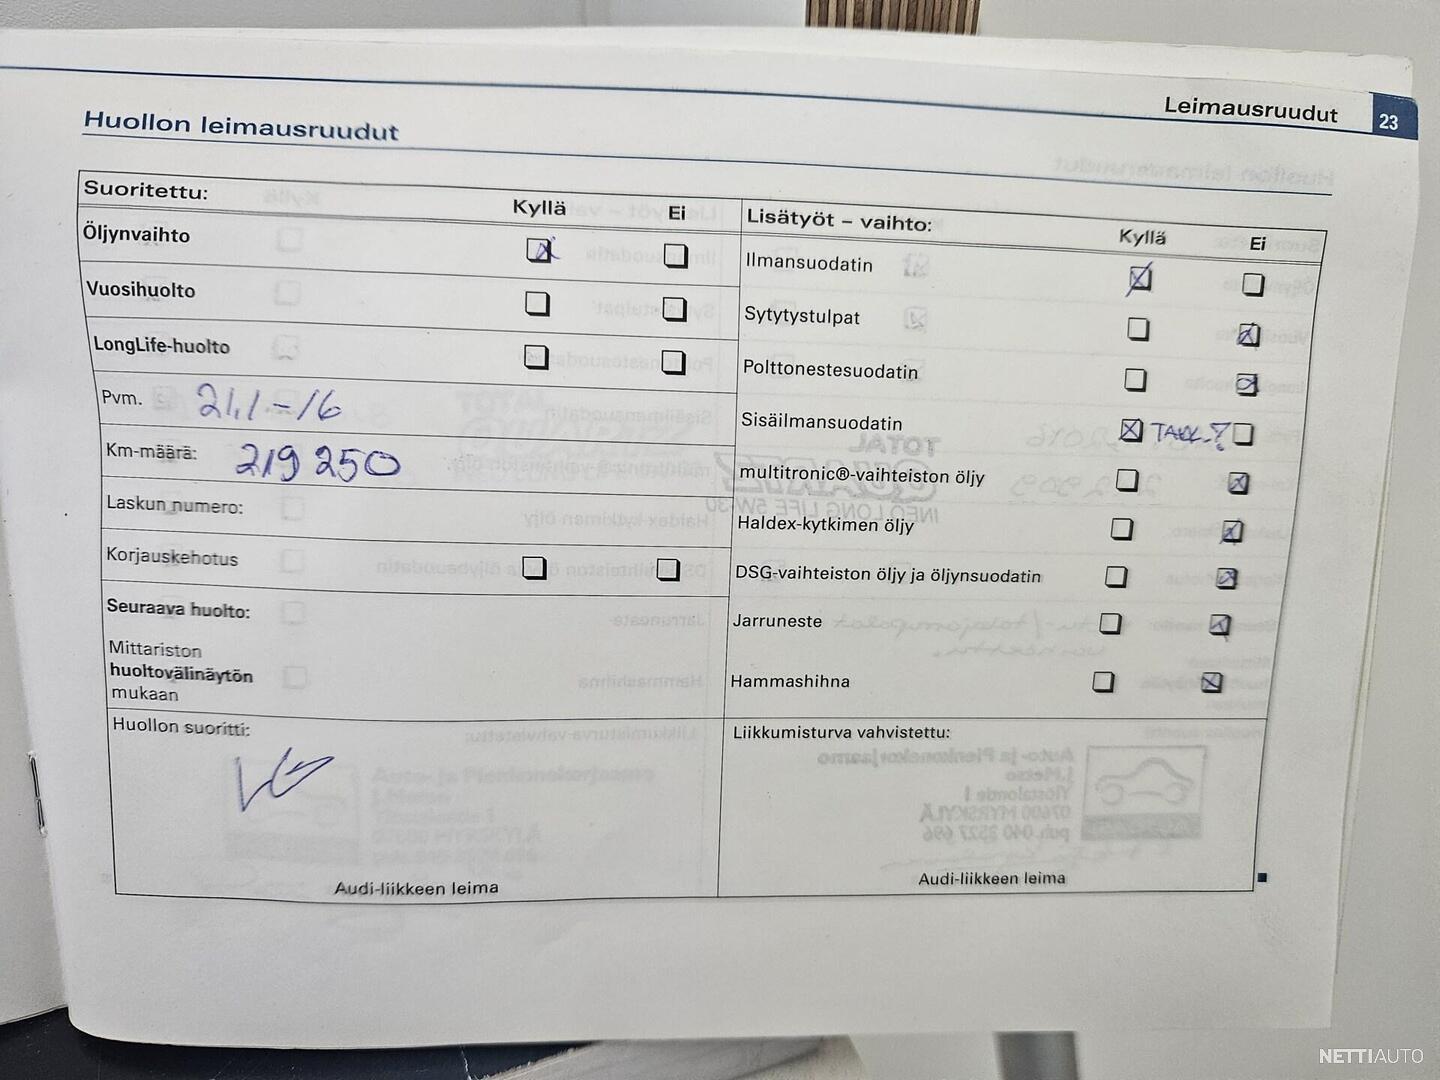 Leimausruudut 23
Huollon leimausruudut
Suoritettu: Kyllä Ei
Öljynvaihto
Vuosihuolto
LongLife-huolto
Pvm. 21.1-16
Km-määrä: 219 250
Laskun numero:
Korjauskehotus
Seuraava huolto:
Mittariston
huoltovälinäytön
mukaan
Huollon suoritti:
Audi-liikkeen leima
Lisätyöt – vaihto: Kyllä Ei
Ilmansuodatin
Sytytystulpat
Polttonestesuodatin
Sisäilmansuodatin
multitronic®-vaihteiston öljy
Haldex-kytkimen öljy
DSG-vaihteiston öljy ja öljynsuodatin
Jarruneste
Hammashihna
Liikkumisturva vahvistettu:
Audi-liikkeen leima
NETTIAUTO